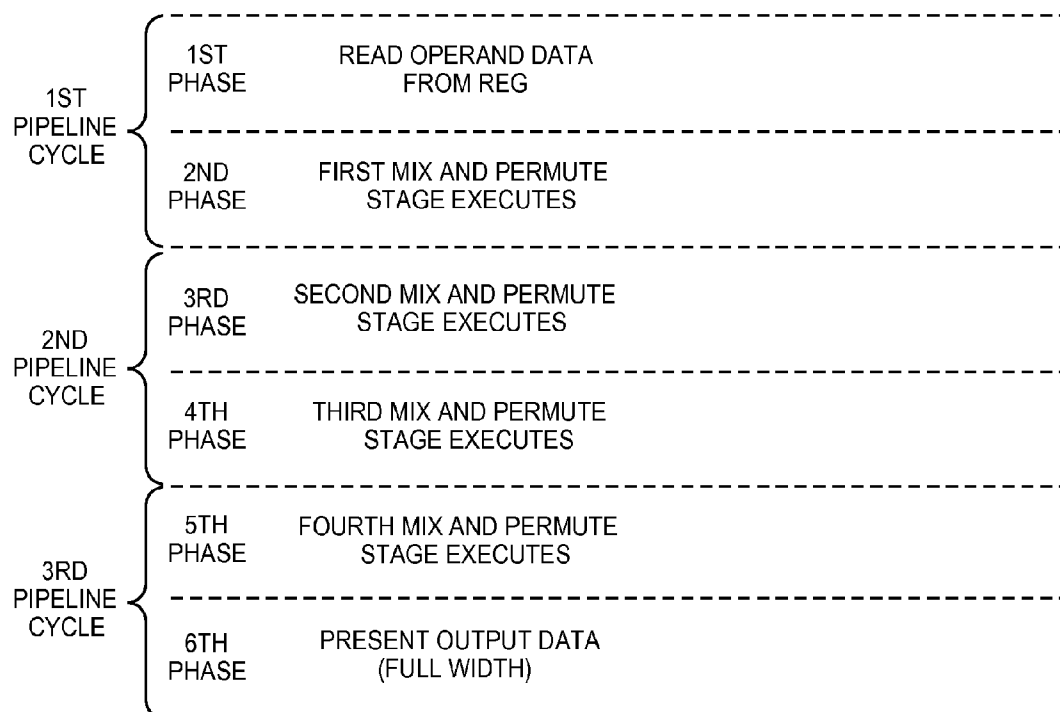 1ST
PIPELINE
CYCLE
1ST
PHASE
READ OPERAND DATA
FROM REG
2ND
PHASE
FIRST MIX AND PERMUTE
STAGE EXECUTES
2ND
PIPELINE
CYCLE
3RD
PHASE
SECOND MIX AND PERMUTE
STAGE EXECUTES
4TH
PHASE
THIRD MIX AND PERMUTE
STAGE EXECUTES
3RD
PIPELINE
CYCLE
5TH
PHASE
FOURTH MIX AND PERMUTE
STAGE EXECUTES
6TH
PHASE
PRESENT OUTPUT DATA
(FULL WIDTH)